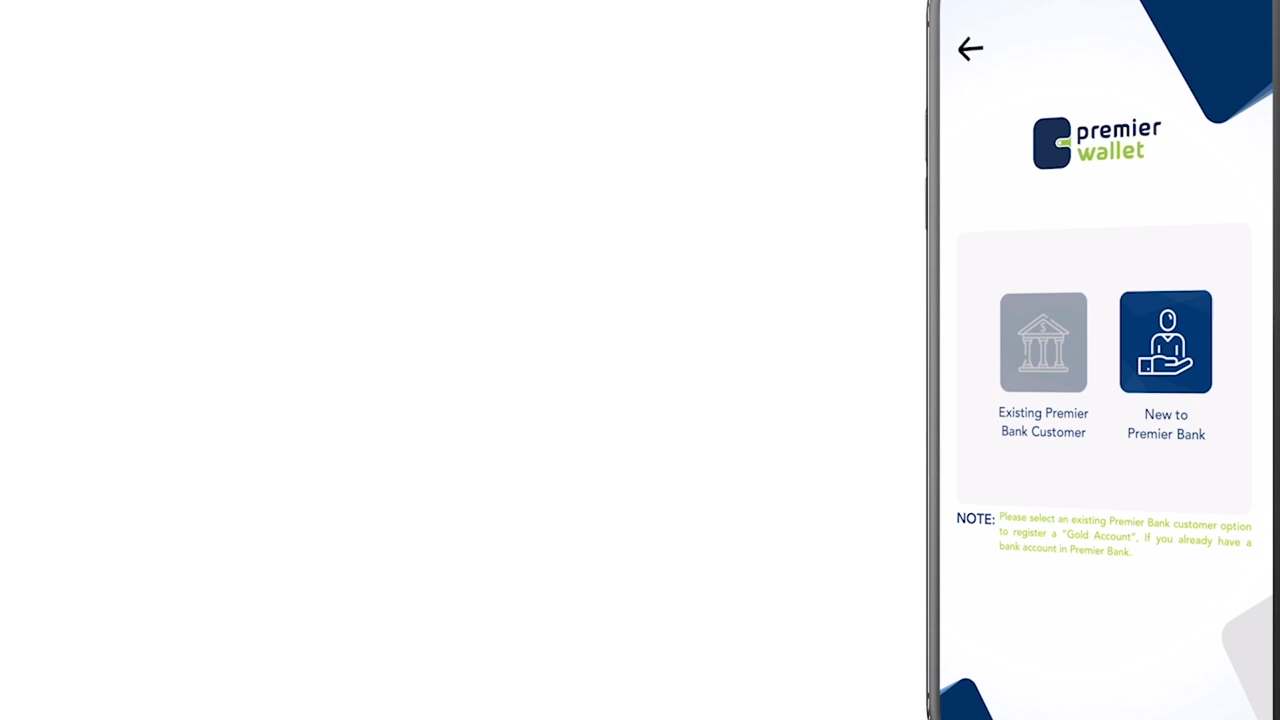 premier
wallet
Existing Premier
Bank Customer
New to
Premier Bank
NOTE: Please select an existing Premier Bank customer option
to register a “Gold Account”, If you already have a
bank account in Premier Bank.